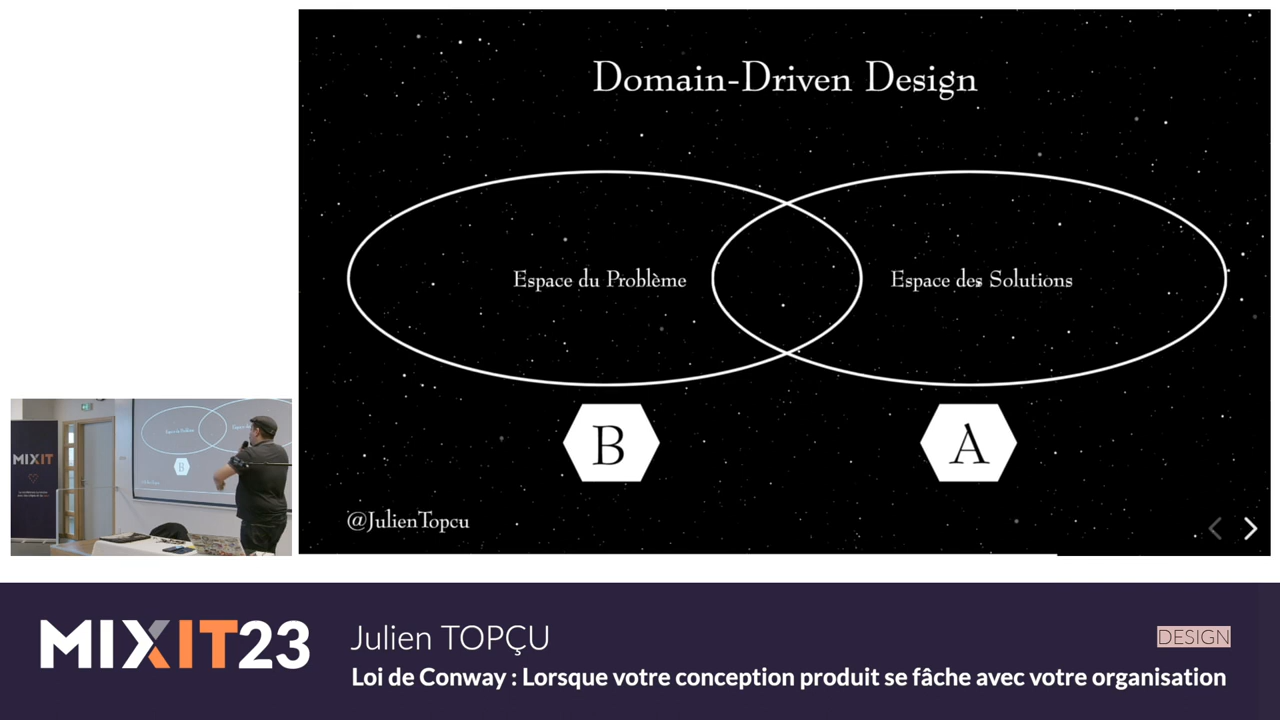 Domain-Driven Design
Espace du Problème
Espace des Solutions
B
A
@JulienTopcu
MIXIT
B
MIXIT23
Julien TOPÇU
DESIGN
Loi de Conway : Lorsque votre conception produit se fâche avec votre organisation